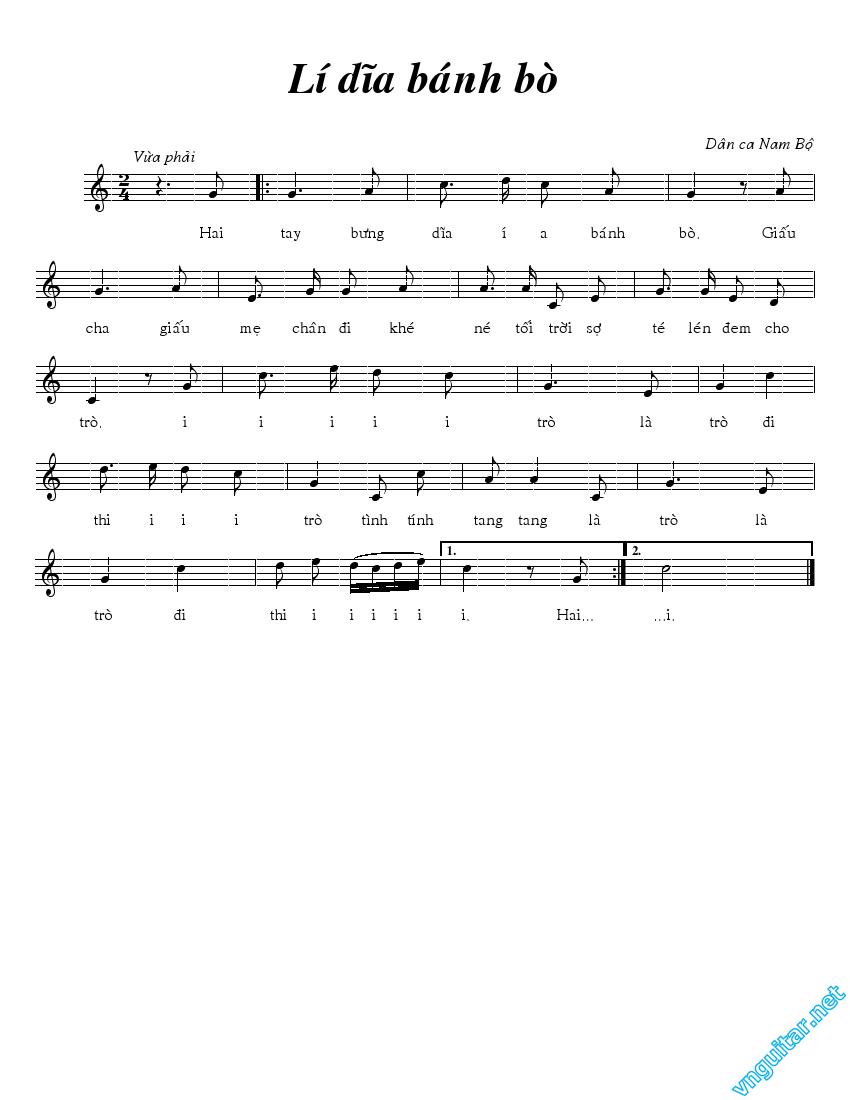 Lí dĩa bánh bò
Dân ca Nam Bộ
Vừa phải
2
4
Hai tay bưng dĩa í a bánh bò. Giấu
cha giấu mẹ chân đi khé né tối trời sợ té lén đem cho
trò. i i i i i trò là trò đi
thi i i i trò tình tính tang tang là trò là
1. 2.
trò đi thi i i i i i i. Hai... ...i.
vnguitar.net